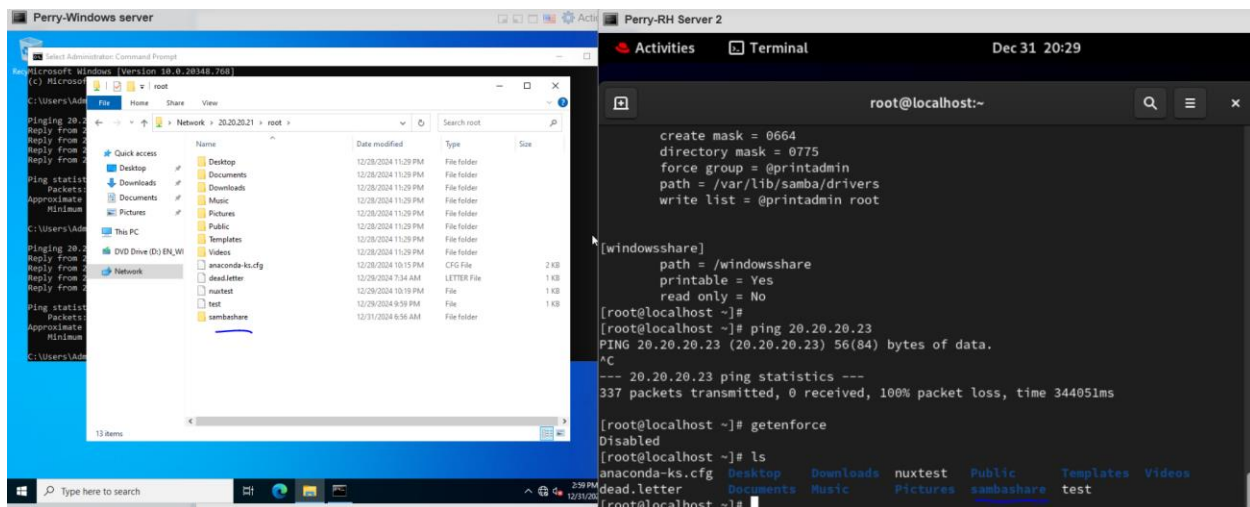 Perry-Windows server
Select Administrator: Command Prompt
Microsoft Windows [Version 10.0.20348.768]
(c) Microsof
C:\Users\Adm
Pinging 20.2
Reply from 2
Reply from 2
Reply from 2
Reply from 2
Ping statist
Packets:
Approximate
Minimum
C:\Users\Adm
Pinging 20.2
Reply from 2
Reply from 2
Reply from 2
Reply from 2
Ping statist
Packets:
Approximate
Minimum
C:\Users\Adm
root
File Home Share View
Network > 20.20.20.21 > root >
Search root
Quick access
Desktop
Downloads
Documents
Pictures
This PC
DVD Drive (D:) EN_WI
Network
Name Date modified Type Size
Desktop 12/28/2024 11:29 PM File folder
Documents 12/28/2024 11:29 PM File folder
Downloads 12/28/2024 11:29 PM File folder
Music 12/28/2024 11:29 PM File folder
Pictures 12/28/2024 11:29 PM File folder
Public 12/28/2024 11:29 PM File folder
Templates 12/28/2024 11:29 PM File folder
Videos 12/28/2024 11:29 PM File folder
anaconda-ks.cfg 12/28/2024 10:15 PM CFG File 2 KB
dead.letter 12/29/2024 7:34 AM LETTER File 1 KB
nuxtest 12/29/2024 10:19 PM File 1 KB
test 12/29/2024 9:59 PM File 1 KB
sambashare 12/31/2024 6:56 AM File folder
13 items
Type here to search
2:59 PM
12/31/20
Perry-RH Server 2
Activities Terminal Dec 31 20:29
root@localhost:~
create mask = 0664
directory mask = 0775
force group = @printadmin
path = /var/lib/samba/drivers
write list = @printadmin root
[windowsshare]
path = /windowsshare
printable = Yes
read only = No
[root@localhost ~]#
[root@localhost ~]# ping 20.20.20.23
PING 20.20.20.23 (20.20.20.23) 56(84) bytes of data.
^C
--- 20.20.20.23 ping statistics ---
337 packets transmitted, 0 received, 100% packet loss, time 344051ms
[root@localhost ~]# getenforce
Disabled
[root@localhost ~]# ls
anaconda-ks.cfg Desktop Downloads nuxtest Public Templates Videos
dead.letter Documents Music Pictures sambashare test
[root@localhost ~]#